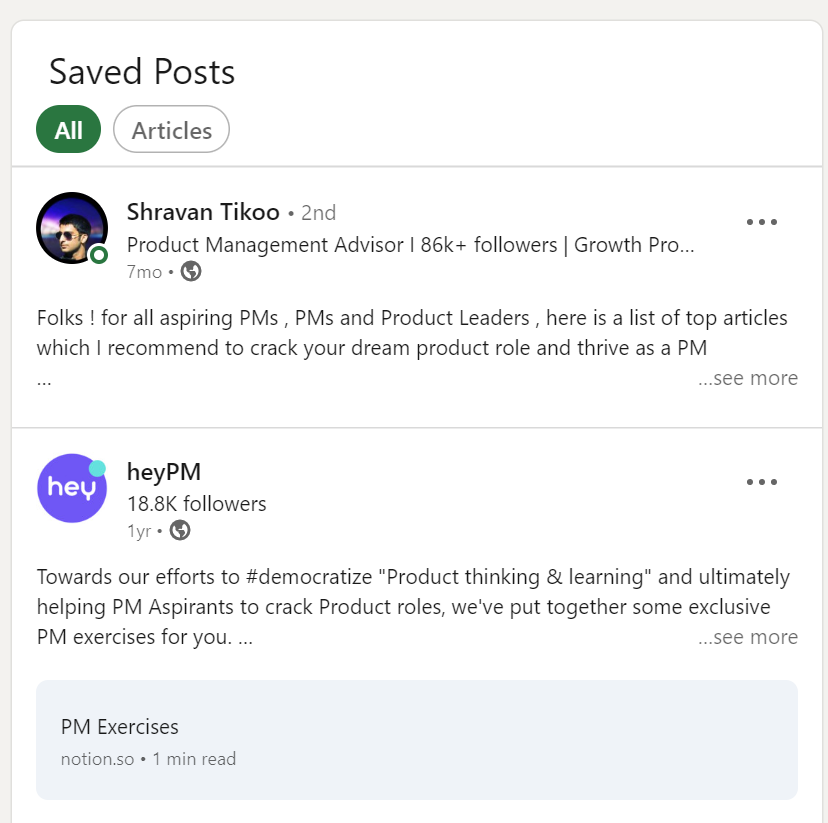 Saved Posts
All
Articles
Shravan Tikoo • 2nd
Product Management Advisor I 86k+ followers | Growth Pro...
7mo •
Folks ! for all aspiring PMs , PMs and Product Leaders , here is a list of top articles
which I recommend to crack your dream product role and thrive as a PM
...
...see more
hey
heyPM
18.8K followers
1yr •
Towards our efforts to #democratize "Product thinking & learning" and ultimately
helping PM Aspirants to crack Product roles, we've put together some exclusive
PM exercises for you. ...
...see more
PM Exercises
notion.so • 1 min read